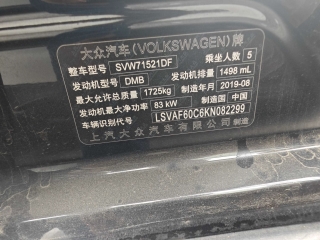 大众汽车(VOLKSWAGEN)牌
整车型号 SVW71521DF 乘坐人数 5
发动机型号 DMB 发动机排量 1498 mL
最大允许总质量 1725kg 制造年月 2019-08
发动机最大净功率 83 kW 制造国 中国
车辆识别代号 LSVAF60C6KN082299
上汽大众汽车有限公司 制造